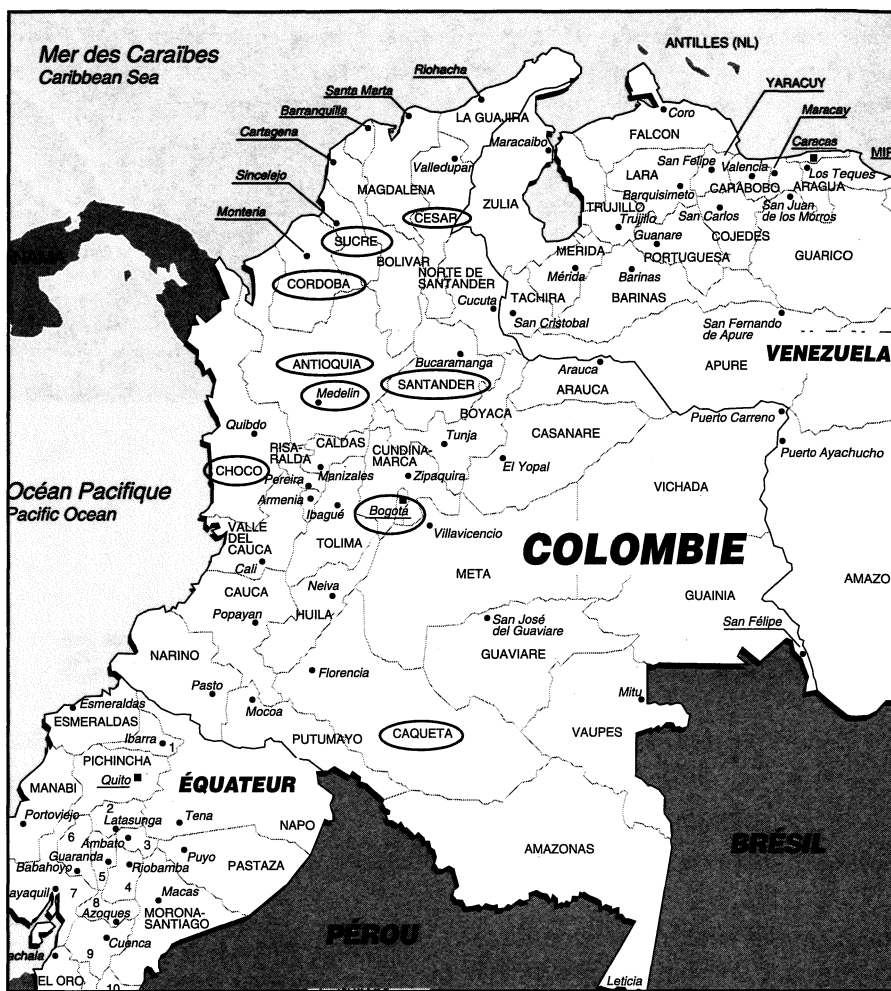 Mer des Caraïbes
Caribbean Sea
ANTILLES (NL)
Riohacha
Santa Marta
Barranquilla
Cartagena
Sincelejo
Monteria
LA GUAJIRA
Maracaibo
Coro
YARACUY
Maracay
Caracas
FALCON
Valledupar
MAGDALENA
ZULIA
LARA
San Felipe
Valencia
Los Teques
CARABOBO
ARAGUA
Barquisimeto
TRUJILLO
Trujillo
San Carlos
San Juan
de los Morros
CESAR
SUCRE
BOLIVAR
Guanare
COJEDES
GUARICO
MERIDA
PORTUGUESA
CORDOBA
NORTE DE
SANTANDER
Mérida
Barinas
Cucuta
TACHIRA
BARINAS
San Cristobal
San Fernando
de Apure
VENEZUELA
ANTIOQUIA
Bucaramanga
Arauca
APURE
Medelin
SANTANDER
ARAUCA
BOYACA
Puerto Carreno
Quibdo
CALDAS
Tunja
CASANARE
RISA-
RALDA
CUNDINA-
MARCA
Puerto Ayachucho
CHOCO
Pereira
Manizales
Zipaquira
El Yopal
Océan Pacifique
Pacific Ocean
Armenia
Ibagué
Bogotá
VICHADA
VALLE
DEL
CAUCA
Villavicencio
TOLIMA
COLOMBIE
Cali
META
AMAZO
CAUCA
Neiva
GUAINIA
Popayan
HUILA
San José
del Guaviare
San Félipe
NARINO
GUAVIARE
Florencia
Pasto
Mocoa
Mitu
Esmeraldas
ESMERALDAS
PUTUMAYO
CAQUETA
VAUPES
Ibarra
1
PICHINCHA
Quito
ÉQUATEUR
MANABI
Portoviejo
2
Latasunga
Tena
NAPO
BRÉSIL
6
Ambato
3
Guaranda
Puyo
AMAZONAS
Babahoyo
5
Riobamba
PASTAZA
ayaquil
7
4
Macas
8
Azoques
MORONA-
SANTIAGO
PÉROU
Cuenca
9
achala
EL ORO
10
Leticia